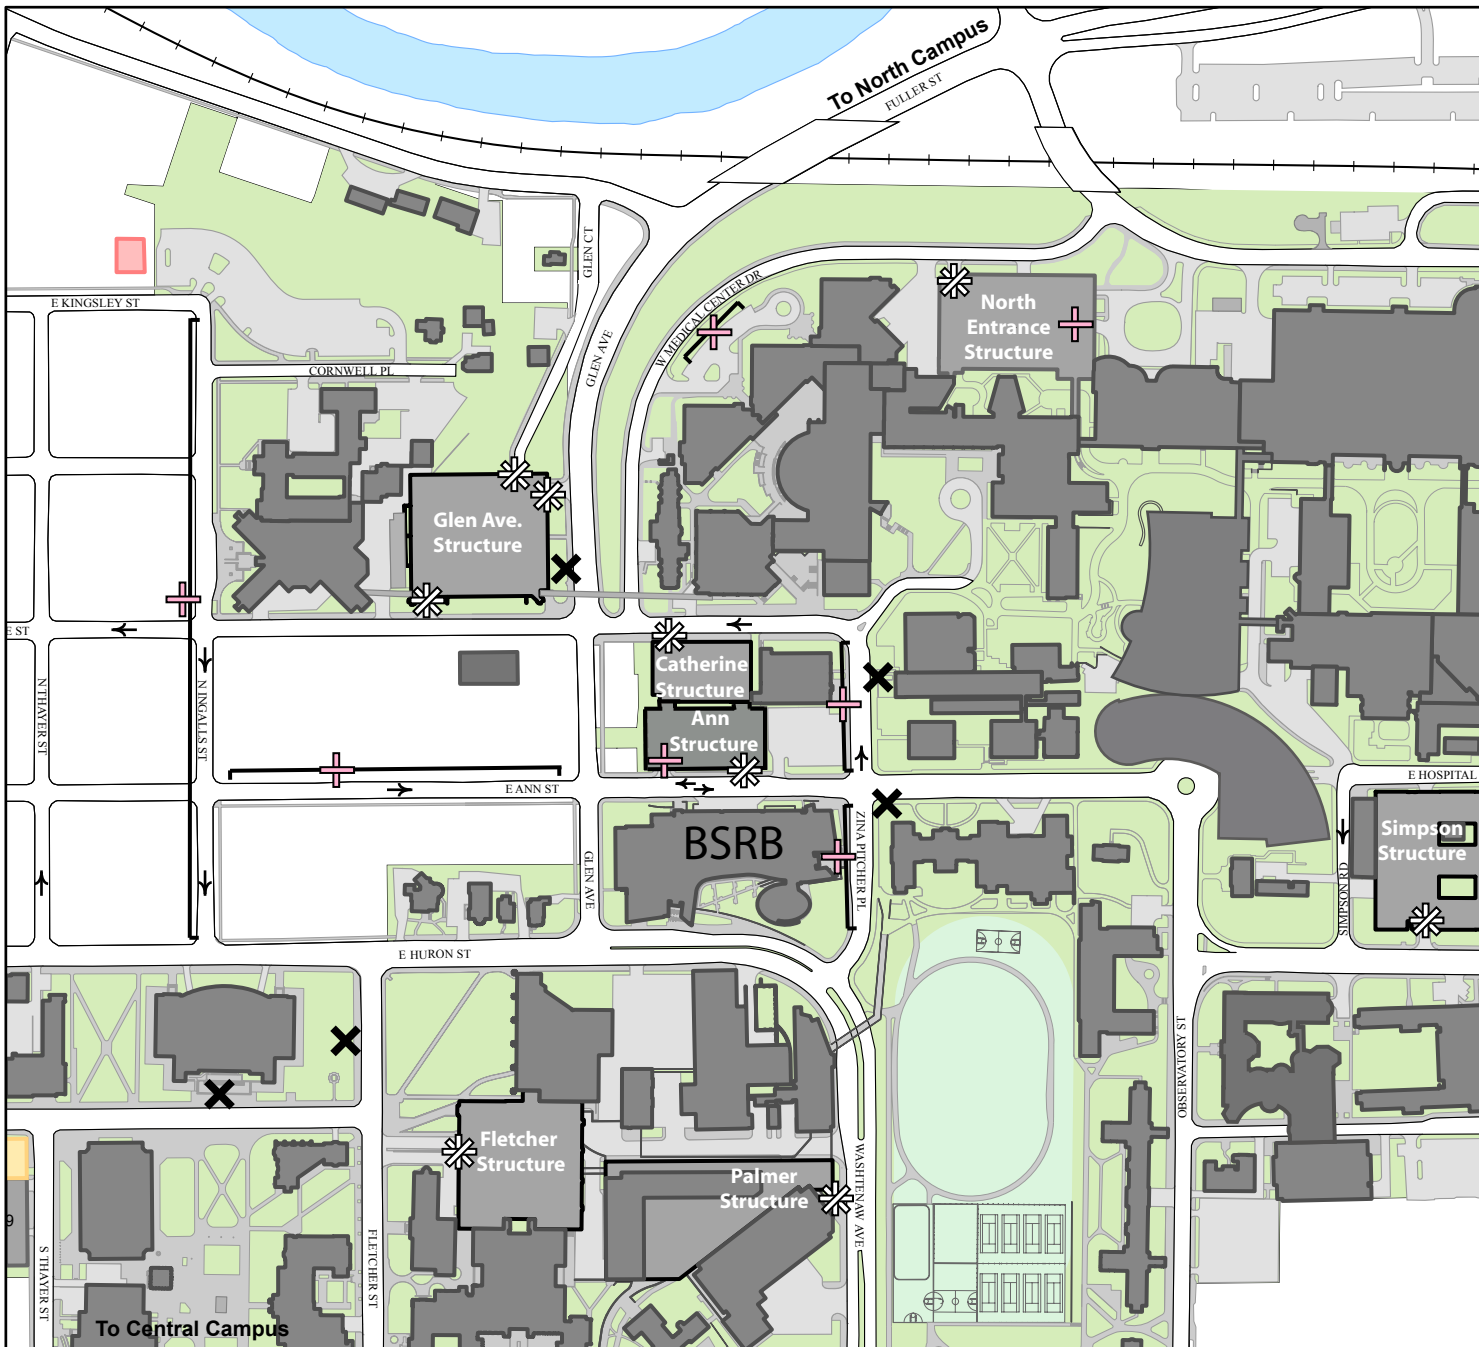 To North Campus
FULLER ST
GLEN CT
W MEDICAL CENTER DR
E KINGSLEY ST
North
Entrance
Structure
GLEN AVE
CORNWELL PL
Glen Ave.
Structure
E ST
Catherine
Structure
N THAYER ST
N INGALLS ST
Ann
Structure
E HOSPITAL
E ANN ST
BSRB
ZINA PITCHER PL
Simpson
Structure
GLEN AVE
SIMPSON RD
E HURON ST
OBSERVATORY ST
Fletcher
Structure
Palmer
Structure
WASHTENAW AVE
9
S THAYER ST
FLETCHER ST
To Central Campus